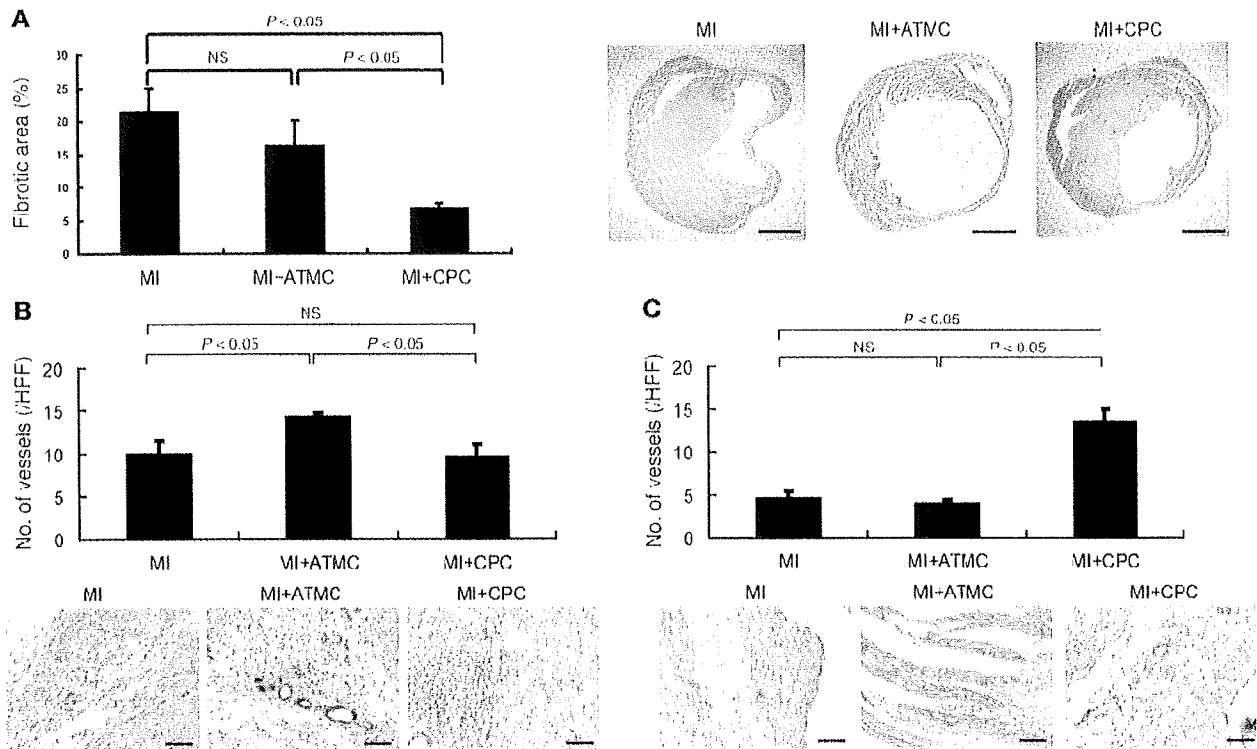 A
P < 0.05
NS
P < 0.05
Fibrotic area (%)
30
25
20
15
10
5
0
MI
MI+ATMC
MI+CPC
MI
MI+ATMC
MI+CPC
B
NS
P < 0.05
P < 0.05
No. of vessels (/HPF)
20
15
10
5
0
MI
MI+ATMC
MI+CPC
MI
MI+ATMC
MI+CPC
C
P < 0.05
NS
P < 0.05
No. of vessels (/HPF)
20
15
10
5
0
MI
MI+ATMC
MI+CPC
MI
MI+ATMC
MI+CPC